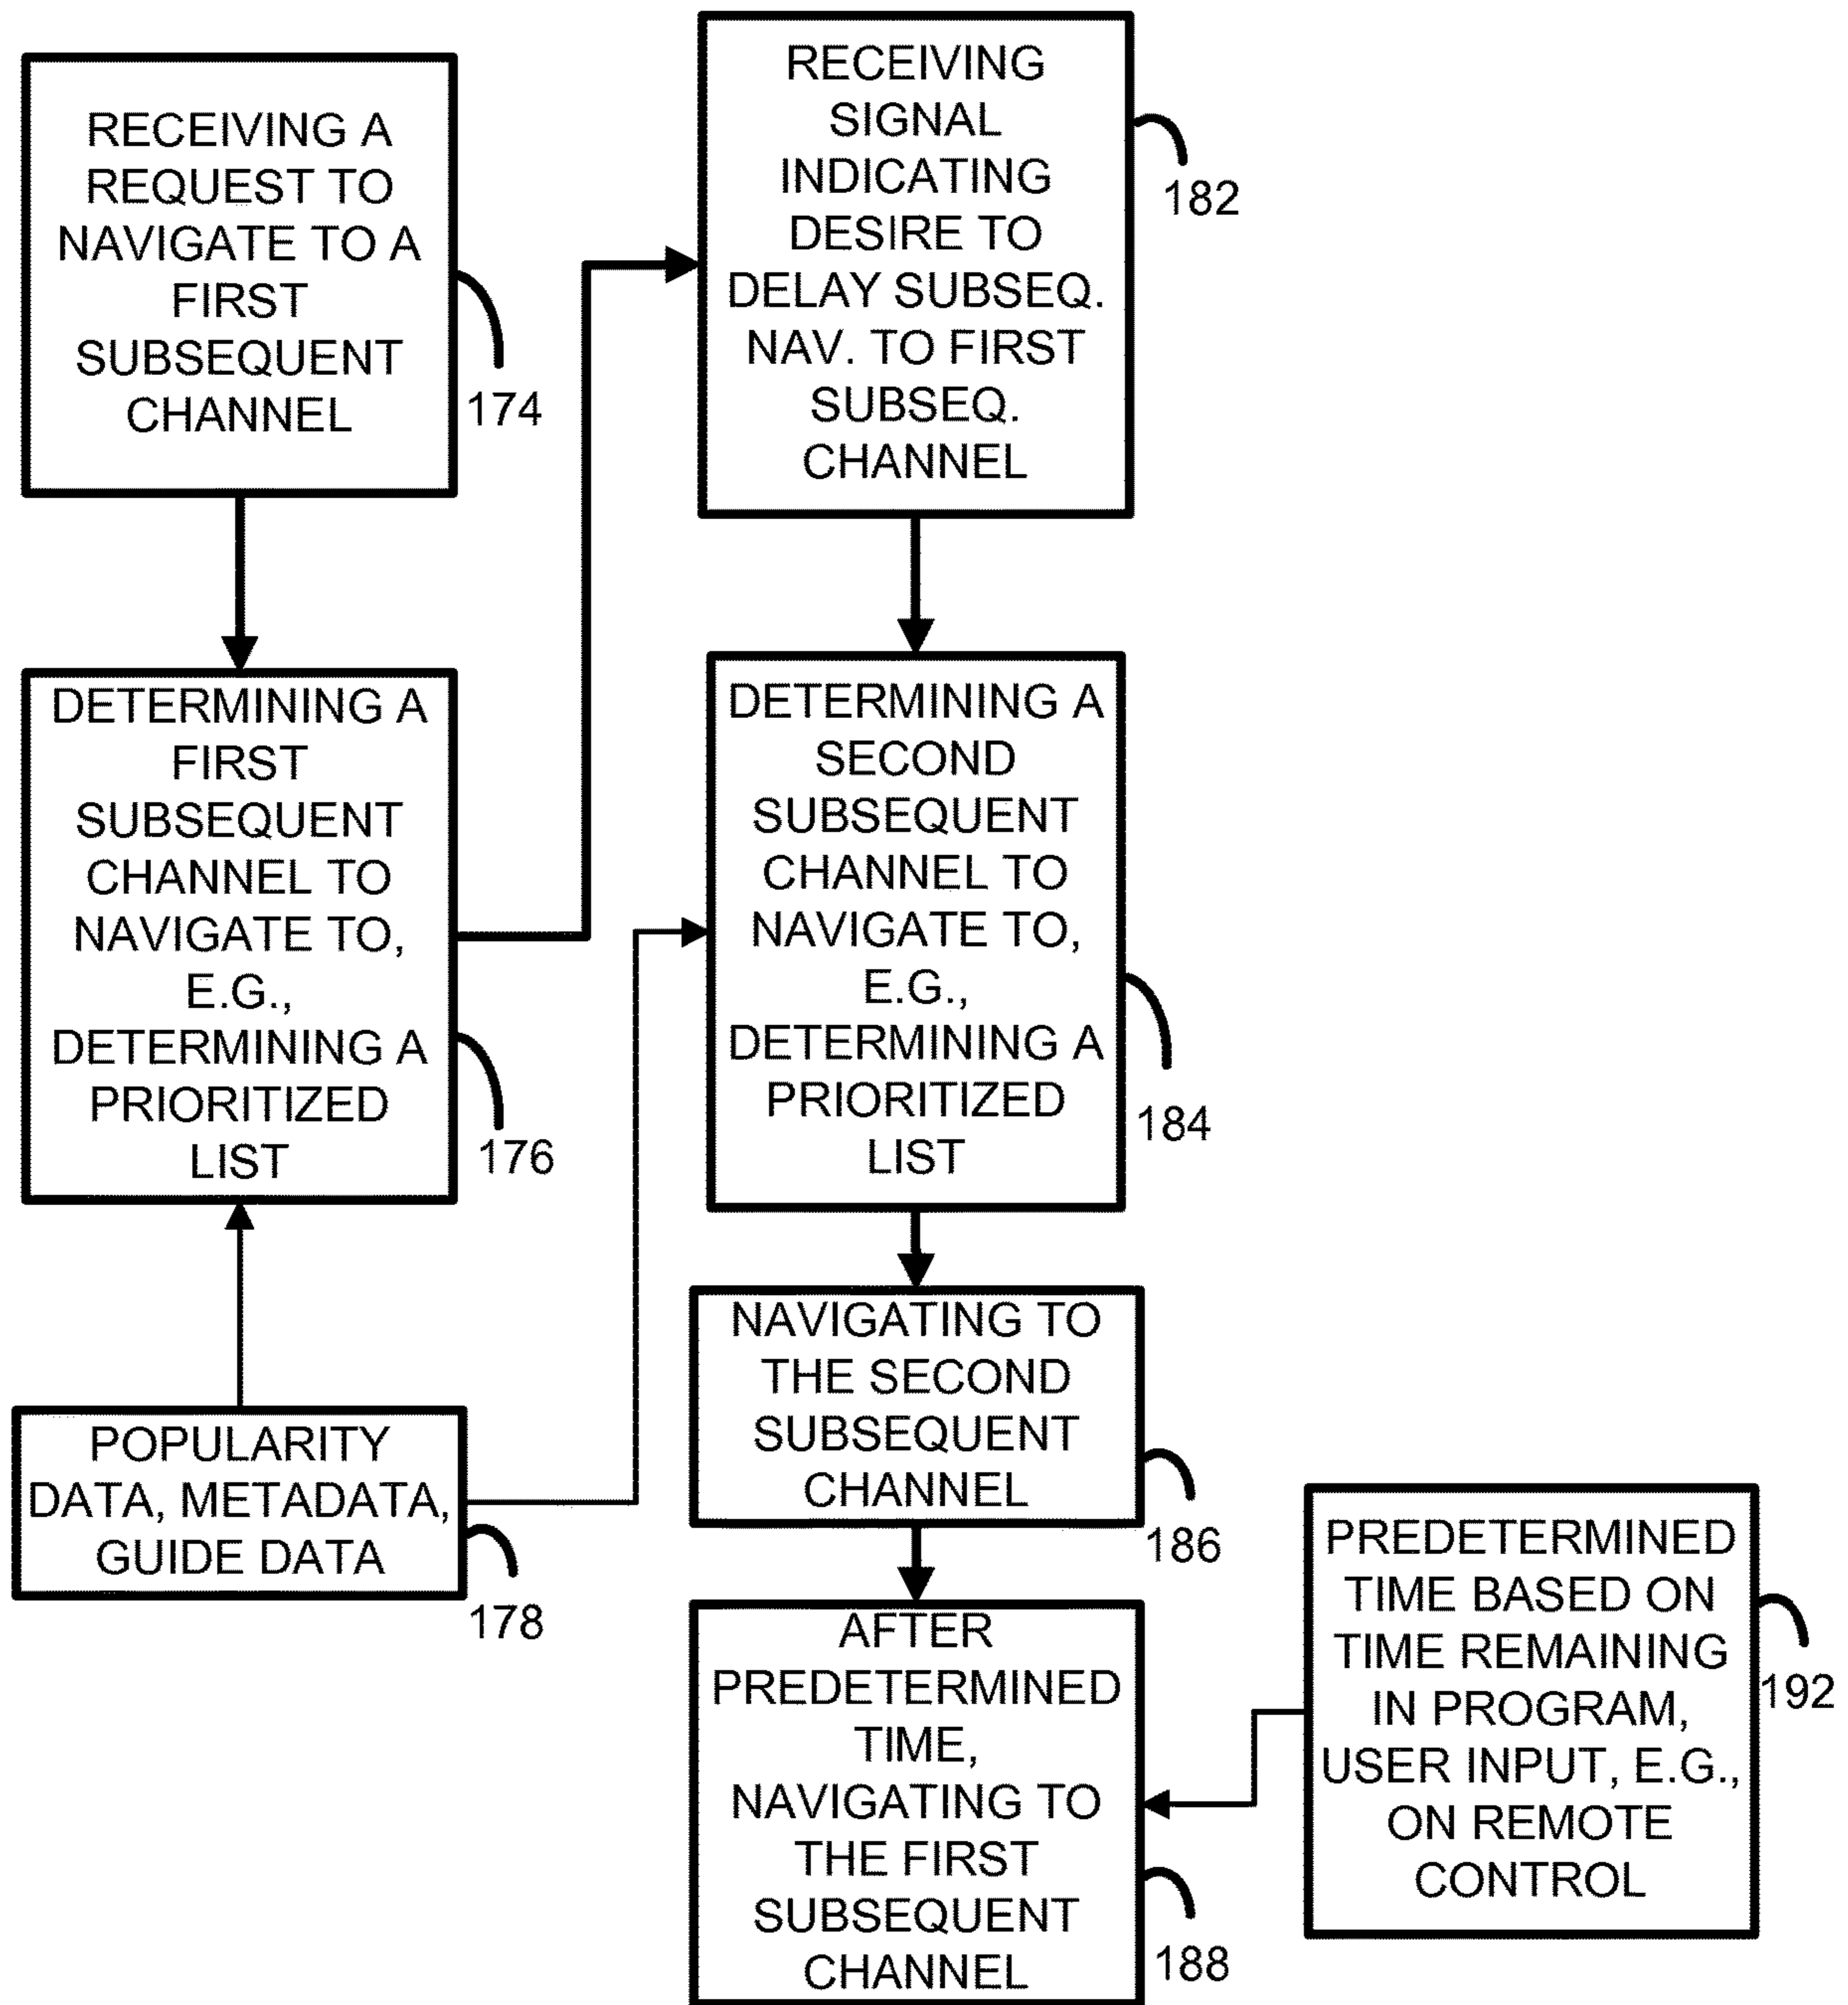 RECEIVING A
REQUEST TO
NAVIGATE TO A
FIRST
SUBSEQUENT
CHANNEL
174
DETERMINING A
FIRST
SUBSEQUENT
CHANNEL TO
NAVIGATE TO,
E.G.,
DETERMINING A
PRIORITIZED
LIST
176
POPULARITY
DATA, METADATA,
GUIDE DATA
178
RECEIVING
SIGNAL
INDICATING
DESIRE TO
DELAY SUBSEQ.
NAV. TO FIRST
SUBSEQ.
CHANNEL
182
DETERMINING A
SECOND
SUBSEQUENT
CHANNEL TO
NAVIGATE TO,
E.G.,
DETERMINING A
PRIORITIZED
LIST
184
NAVIGATING TO
THE SECOND
SUBSEQUENT
CHANNEL
186
AFTER
PREDETERMINED
TIME,
NAVIGATING TO
THE FIRST
SUBSEQUENT
CHANNEL
188
PREDETERMINED
TIME BASED ON
TIME REMAINING
IN PROGRAM,
USER INPUT, E.G.,
ON REMOTE
CONTROL
192